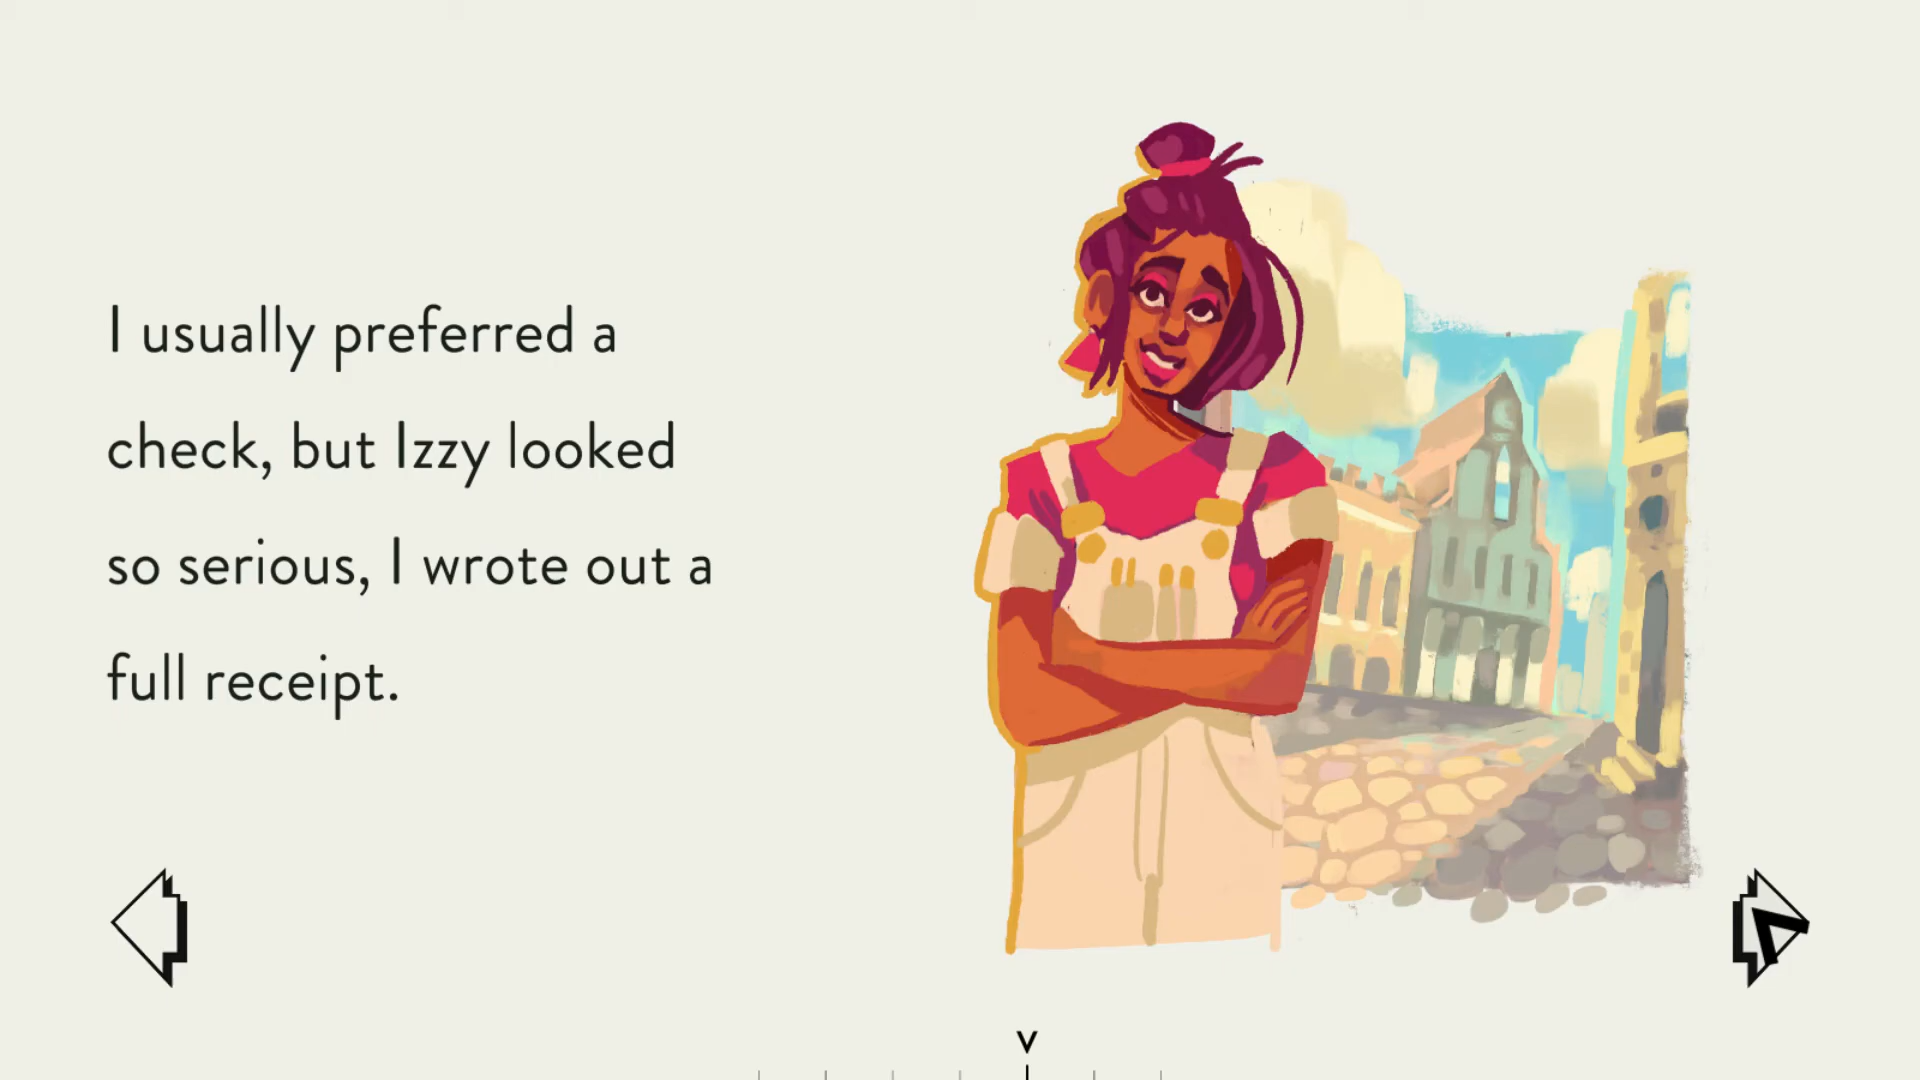 I usually preferred a
check, but Izzy looked
so serious, I wrote out a
full receipt.